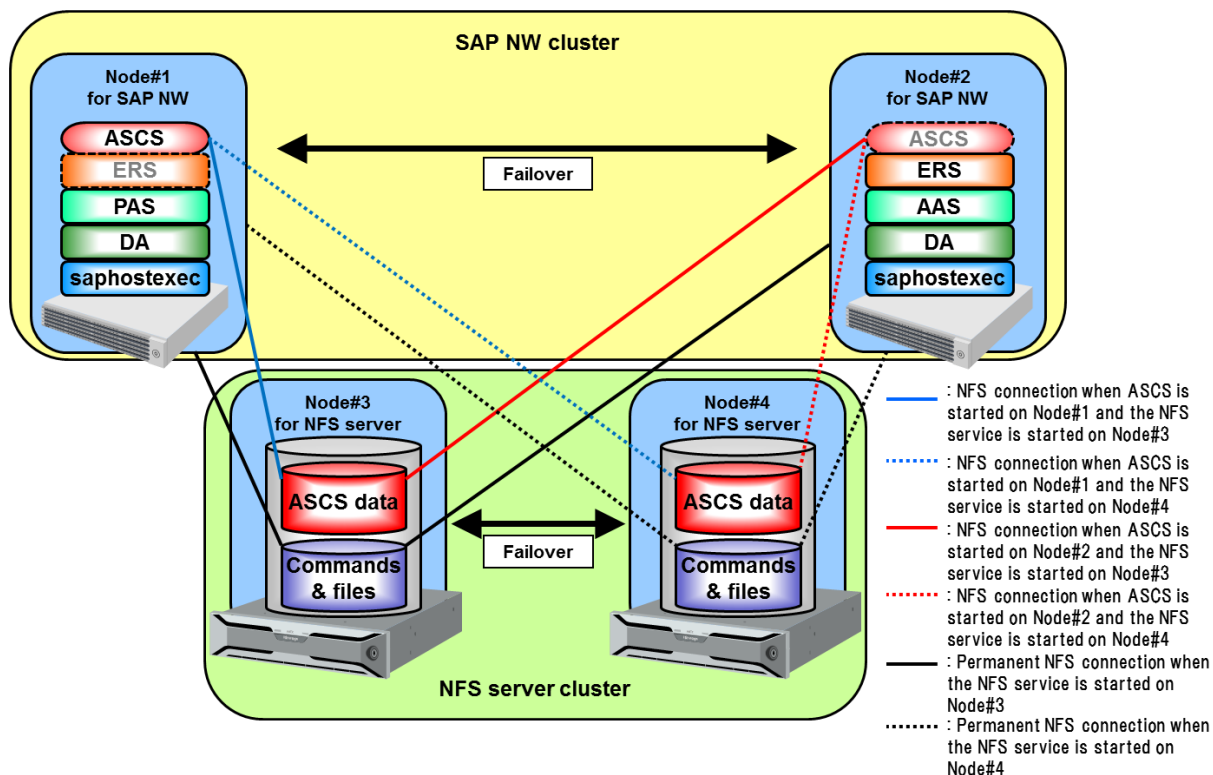 SAP NW cluster
Node#1
for SAP NW
ASCS
ERS
PAS
DA
saphostexec
Failover
Node#2
for SAP NW
ASCS
ERS
AAS
DA
saphostexec
Node#3
for NFS server
ASCS data
Commands
& files
Failover
Node#4
for NFS server
ASCS data
Commands
& files
NFS server cluster
: NFS connection when ASCS is
started on Node#1 and the NFS
service is started on Node#3
: NFS connection when ASCS is
started on Node#1 and the NFS
service is started on Node#4
: NFS connection when ASCS is
started on Node#2 and the NFS
service is started on Node#3
: NFS connection when ASCS is
started on Node#2 and the NFS
service is started on Node#4
: Permanent NFS connection when
the NFS service is started on
Node#3
: Permanent NFS connection when
the NFS service is started on
Node#4